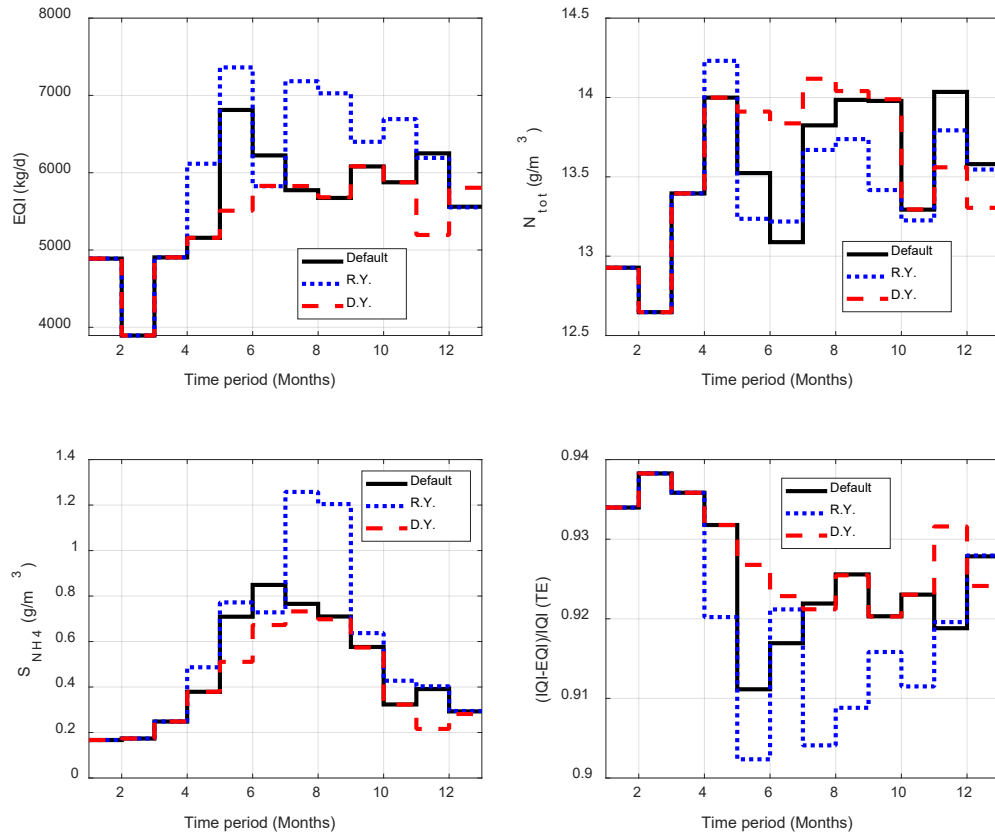 8000
7000
6000
5000
4000
EQI (kg/d)
Default
R.Y.
D.Y.
2 4 6 8 10 12
Time period (Months)
14.5
14
13.5
13
12.5
N tot (g/m 3)
Default
R.Y.
D.Y.
2 4 6 8 10 12
Time period (Months)
1.4
1.2
1
0.8
0.6
0.4
0.2
0
S NH4 (g/m 3)
Default
R.Y.
D.Y.
2 4 6 8 10 12
Time period (Months)
0.94
0.93
0.92
0.91
0.9
(IQI-EQI)/IQI (TE)
Default
R.Y.
D.Y.
2 4 6 8 10 12
Time period (Months)